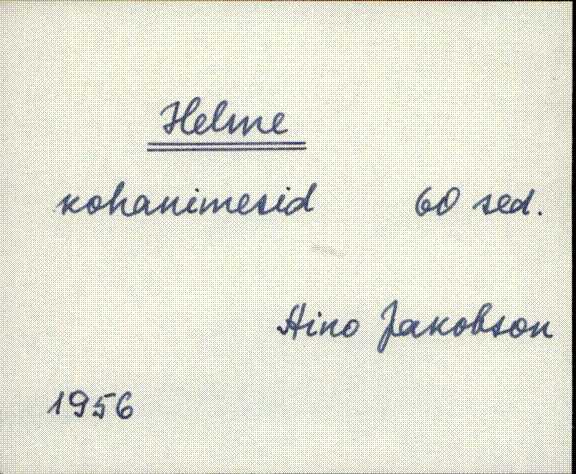 Helme
kohanimesid 60 sed.
Aino Jakobson
1956